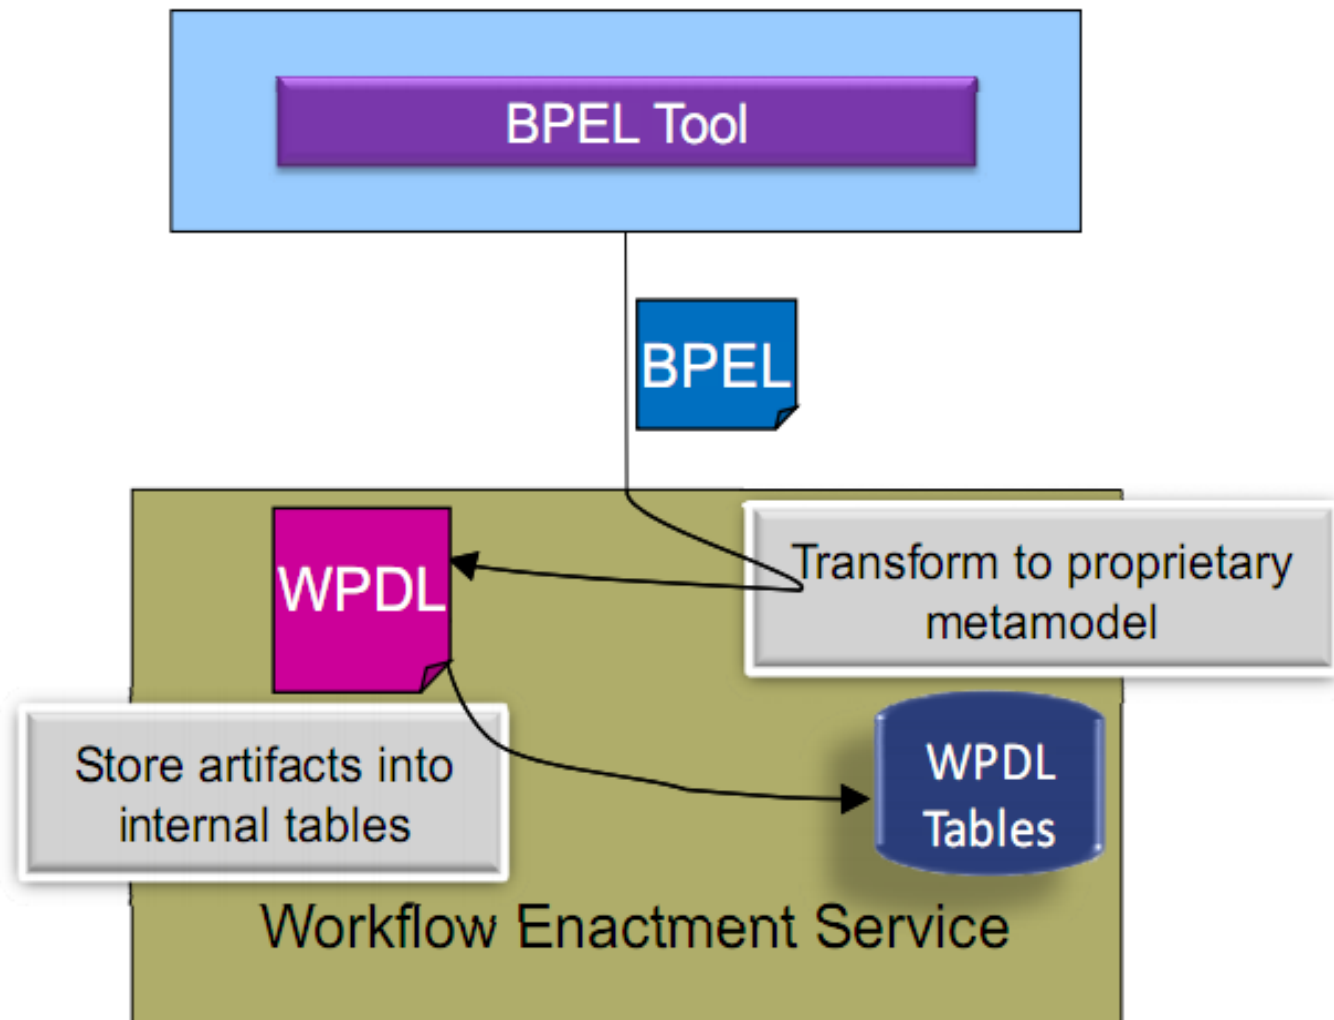 BPEL Tool
BPEL
WPDL
Transform to proprietary
metamodel
Store artifacts into
internal tables
WPDL
Tables
Workflow Enactment Service